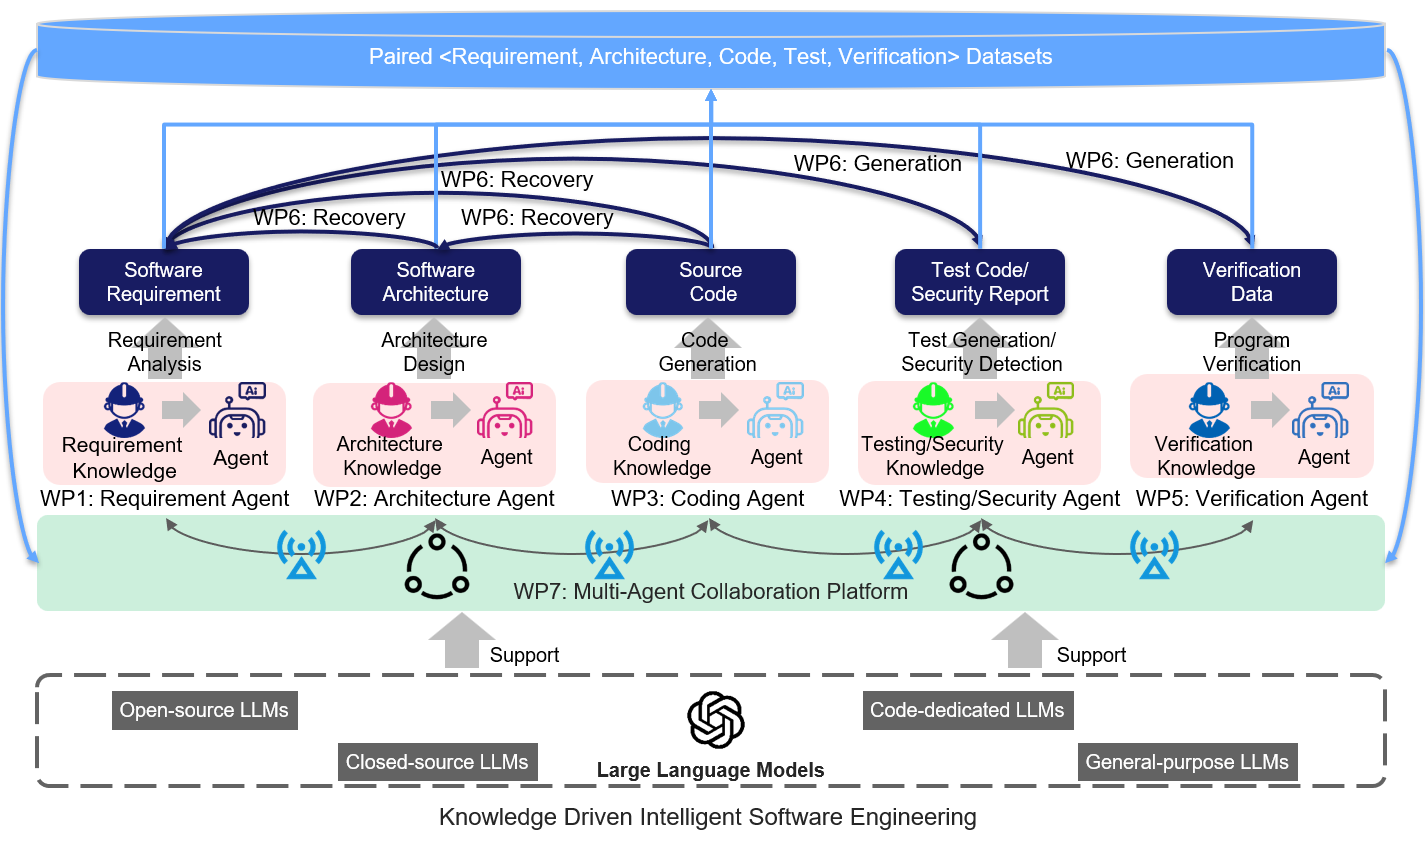 Paired <Requirement, Architecture, Code, Test, Verification> Datasets
WP6: Generation
WP6: Generation
WP6: Recovery
WP6: Recovery
WP6: Recovery
Software
Requirement
Software
Architecture
Source
Code
Test Code/
Security Report
Verification
Data
Requirement
Analysis
Architecture
Design
Code
Generation
Test Generation/
Security Detection
Program
Verification
Ai
Ai
Ai
Ai
Ai
Requirement
Knowledge
Agent
Architecture
Knowledge
Agent
Coding
Knowledge
Agent
Testing/Security
Knowledge
Agent
Verification
Knowledge
Agent
WP1: Requirement Agent
WP2: Architecture Agent
WP3: Coding Agent
WP4: Testing/Security Agent
WP5: Verification Agent
WP7: Multi-Agent Collaboration Platform
Support
Support
Open-source LLMs
Closed-source LLMs
Large Language Models
Code-dedicated LLMs
General-purpose LLMs
Knowledge Driven Intelligent Software Engineering